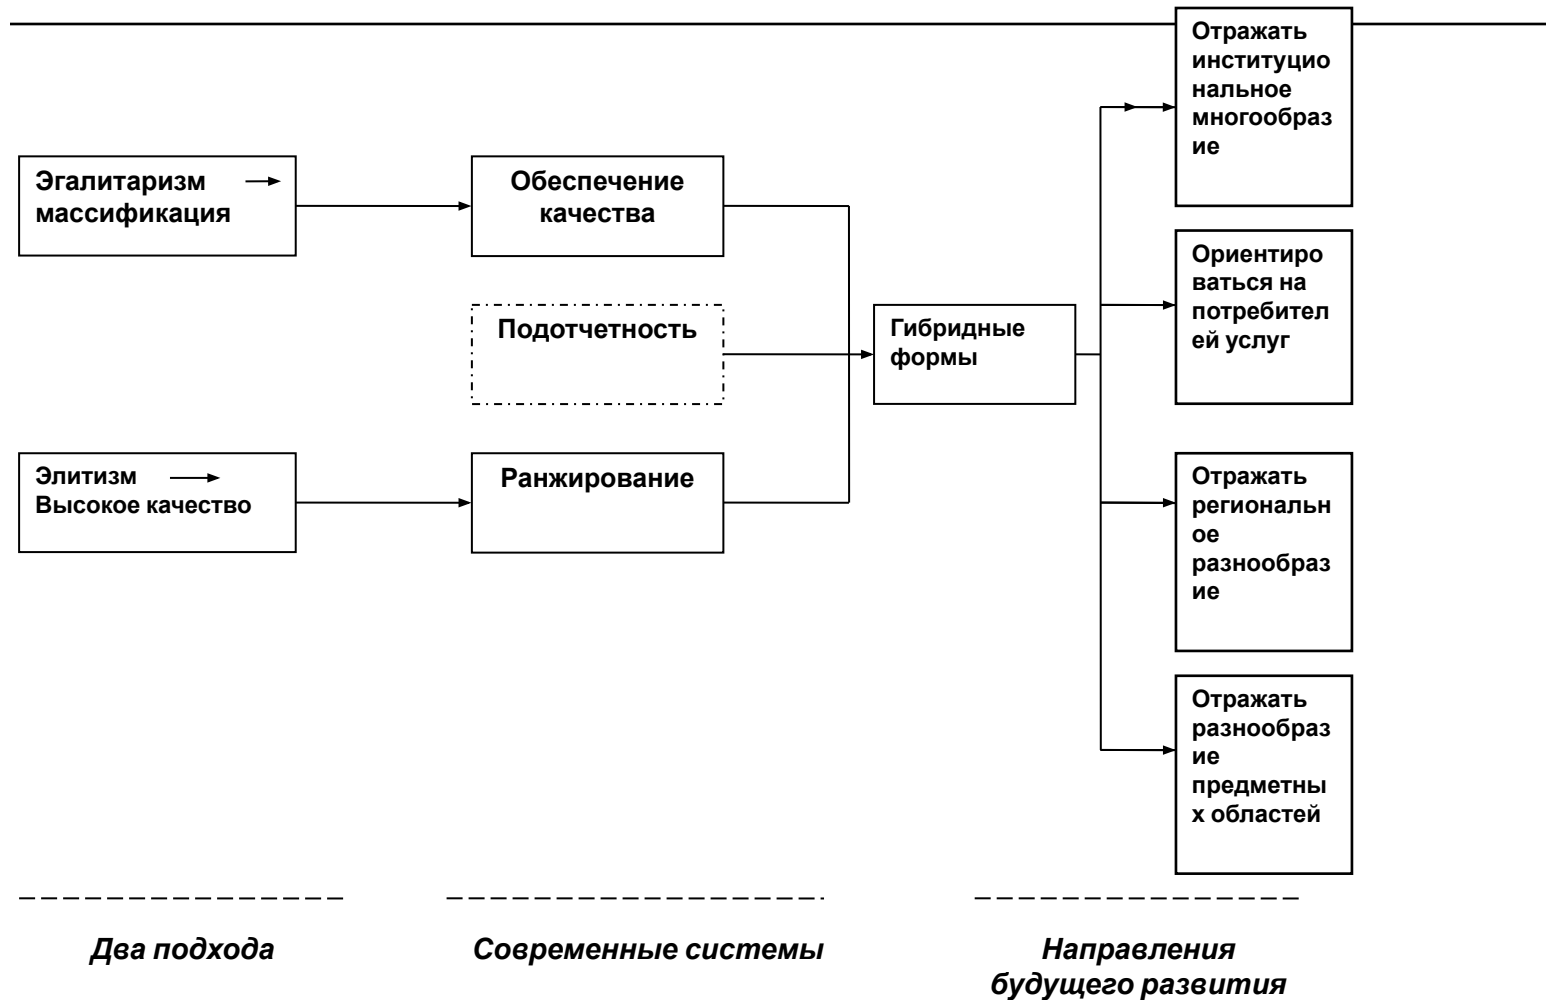 Отражать
институцио
нальное
многообраз
ие
Эгалитаризм
массификация
Обеспечение
качества
Ориентиро
ваться на
потребител
ей услуг
Подотчетность
Гибридные
формы
Элитизм
Высокое качество
Ранжирование
Отражать
региональн
ое
разнообраз
ие
Отражать
разнообраз
ие
предметны
х областей
Два подхода
Современные системы
Направления
будущего развития